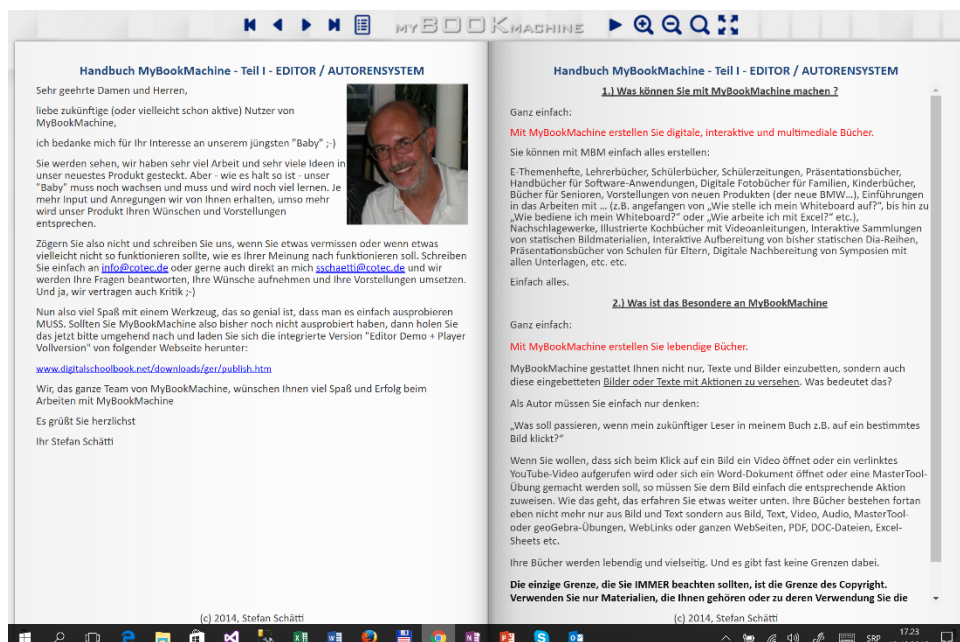 MYBOOKMACHINE
Handbuch MyBookMachine - Teil I - EDITOR / AUTORENSYSTEM
Sehr geehrte Damen und Herren,
liebe zukünftige (oder vielleicht schon aktive) Nutzer von
MyBookMachine,
ich bedanke mich für Ihr Interesse an unserem jüngsten "Baby" ;-)
Sie werden sehen, wir haben sehr viel Arbeit und sehr viele Ideen in
unser neuestes Produkt gesteckt. Aber - wie es halt so ist - unser
"Baby" muss noch wachsen und muss und wird noch viel lernen. Je
mehr Input und Anregungen wir von Ihnen erhalten, umso mehr
wird unser Produkt Ihren Wünschen und Vorstellungen
entsprechen.
Zögern Sie also nicht und schreiben Sie uns, wenn Sie etwas vermissen oder wenn etwas
vielleicht nicht so funktionieren sollte, wie es Ihrer Meinung nach funktionieren soll. Schreiben
Sie einfach an info@cotec.de oder gerne auch direkt an mich sschaetti@cotec.de und wir
werden Ihre Fragen beantworten, Ihre Wünsche aufnehmen und Ihre Vorstellungen umsetzen.
Und ja, wir vertragen auch Kritik ;-)
Nun also viel Spaß mit einem Werkzeug, das so genial ist, dass man es einfach ausprobieren
MUSS. Sollten Sie MyBookMachine also bisher noch nicht ausprobiert haben, dann holen Sie
das jetzt bitte umgehend nach und laden Sie sich die integrierte Version "Editor Demo + Player
Vollversion" von folgender Webseite herunter:
www.digitalschoolbook.net/downloads/ger/publish.htm
Wir, das ganze Team von MyBookMachine, wünschen Ihnen viel Spaß und Erfolg beim
Arbeiten mit MyBookMachine
Es grüßt Sie herzlichst
Ihr Stefan Schätti
(c) 2014, Stefan Schätti
Handbuch MyBookMachine - Teil I - EDITOR / AUTORENSYSTEM
1.) Was können Sie mit MyBookMachine machen ?
Ganz einfach:
Mit MyBookMachine erstellen Sie digitale, interaktive und multimediale Bücher.
Sie können mit MBM einfach alles erstellen:
E-Themenhefte, Lehrerbücher, Schülerbücher, Schülerzeitungen, Präsentationsbücher,
Handbücher für Software-Anwendungen, Digitale Fotobücher für Familien, Kinderbücher,
Bücher für Senioren, Vorstellungen von neuen Produkten (der neue BMW...), Einführungen
in das Arbeiten mit ... (z.B. angefangen von „Wie stelle ich mein Whiteboard auf?", bis hin zu
„Wie bediene ich mein Whiteboard?" oder „Wie arbeite ich mit Excel?" etc.),
Nachschlagewerke, Illustrierte Kochbücher mit Videoanleitungen, Interaktive Sammlungen
von statischen Bildmaterialien, Interaktive Aufbereitung von bisher statischen Dia-Reihen,
Präsentationsbücher von Schulen für Eltern, Digitale Nachbereitung von Symposien mit
allen Unterlagen, etc. etc.
Einfach alles.
2.) Was ist das Besondere an MyBookMachine
Ganz einfach:
Mit MyBookMachine erstellen Sie lebendige Bücher.
MyBookMachine gestattet Ihnen nicht nur, Texte und Bilder einzubetten, sondern auch
diese eingebetteten Bilder oder Texte mit Aktionen zu versehen. Was bedeutet das?
Als Autor müssen Sie einfach nur denken:
„Was soll passieren, wenn mein zukünftiger Leser in meinem Buch z.B. auf ein bestimmtes
Bild klickt?"
Wenn Sie wollen, dass sich beim Klick auf ein Bild ein Video öffnet oder ein verlinktes
YouTube-Video aufgerufen wird oder sich ein Word-Dokument öffnet oder eine MasterTool-
Übung gemacht werden soll, so müssen Sie dem Bild einfach die entsprechende Aktion
zuweisen. Wie das geht, das erfahren Sie etwas weiter unten. Ihre Bücher bestehen fortan
eben nicht mehr nur aus Bild und Text sondern aus Bild, Text, Video, Audio, MasterTool-
oder geoGebra-Übungen, WebLinks oder ganzen WebSeiten, PDF, DOC-Dateien, Excel-
Sheets etc.
Ihre Bücher werden lebendig und vielseitig. Und es gibt fast keine Grenzen dabei.
Die einzige Grenze, die Sie IMMER beachten sollten, ist die Grenze des Copyright.
Verwenden Sie nur Materialien, die Ihnen gehören oder zu deren Verwendung Sie die
(c) 2014, Stefan Schätti
SRP
17.23